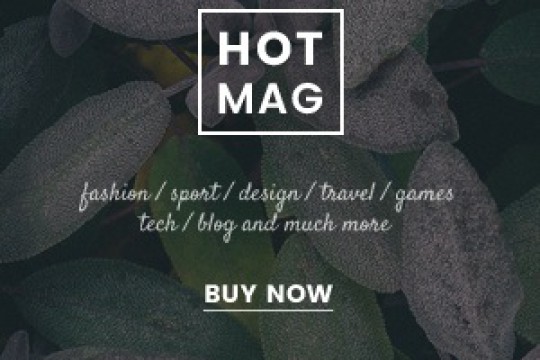 HOT
MAG
fashion / sport / design / travel / games
tech / blog and much more
BUY NOW